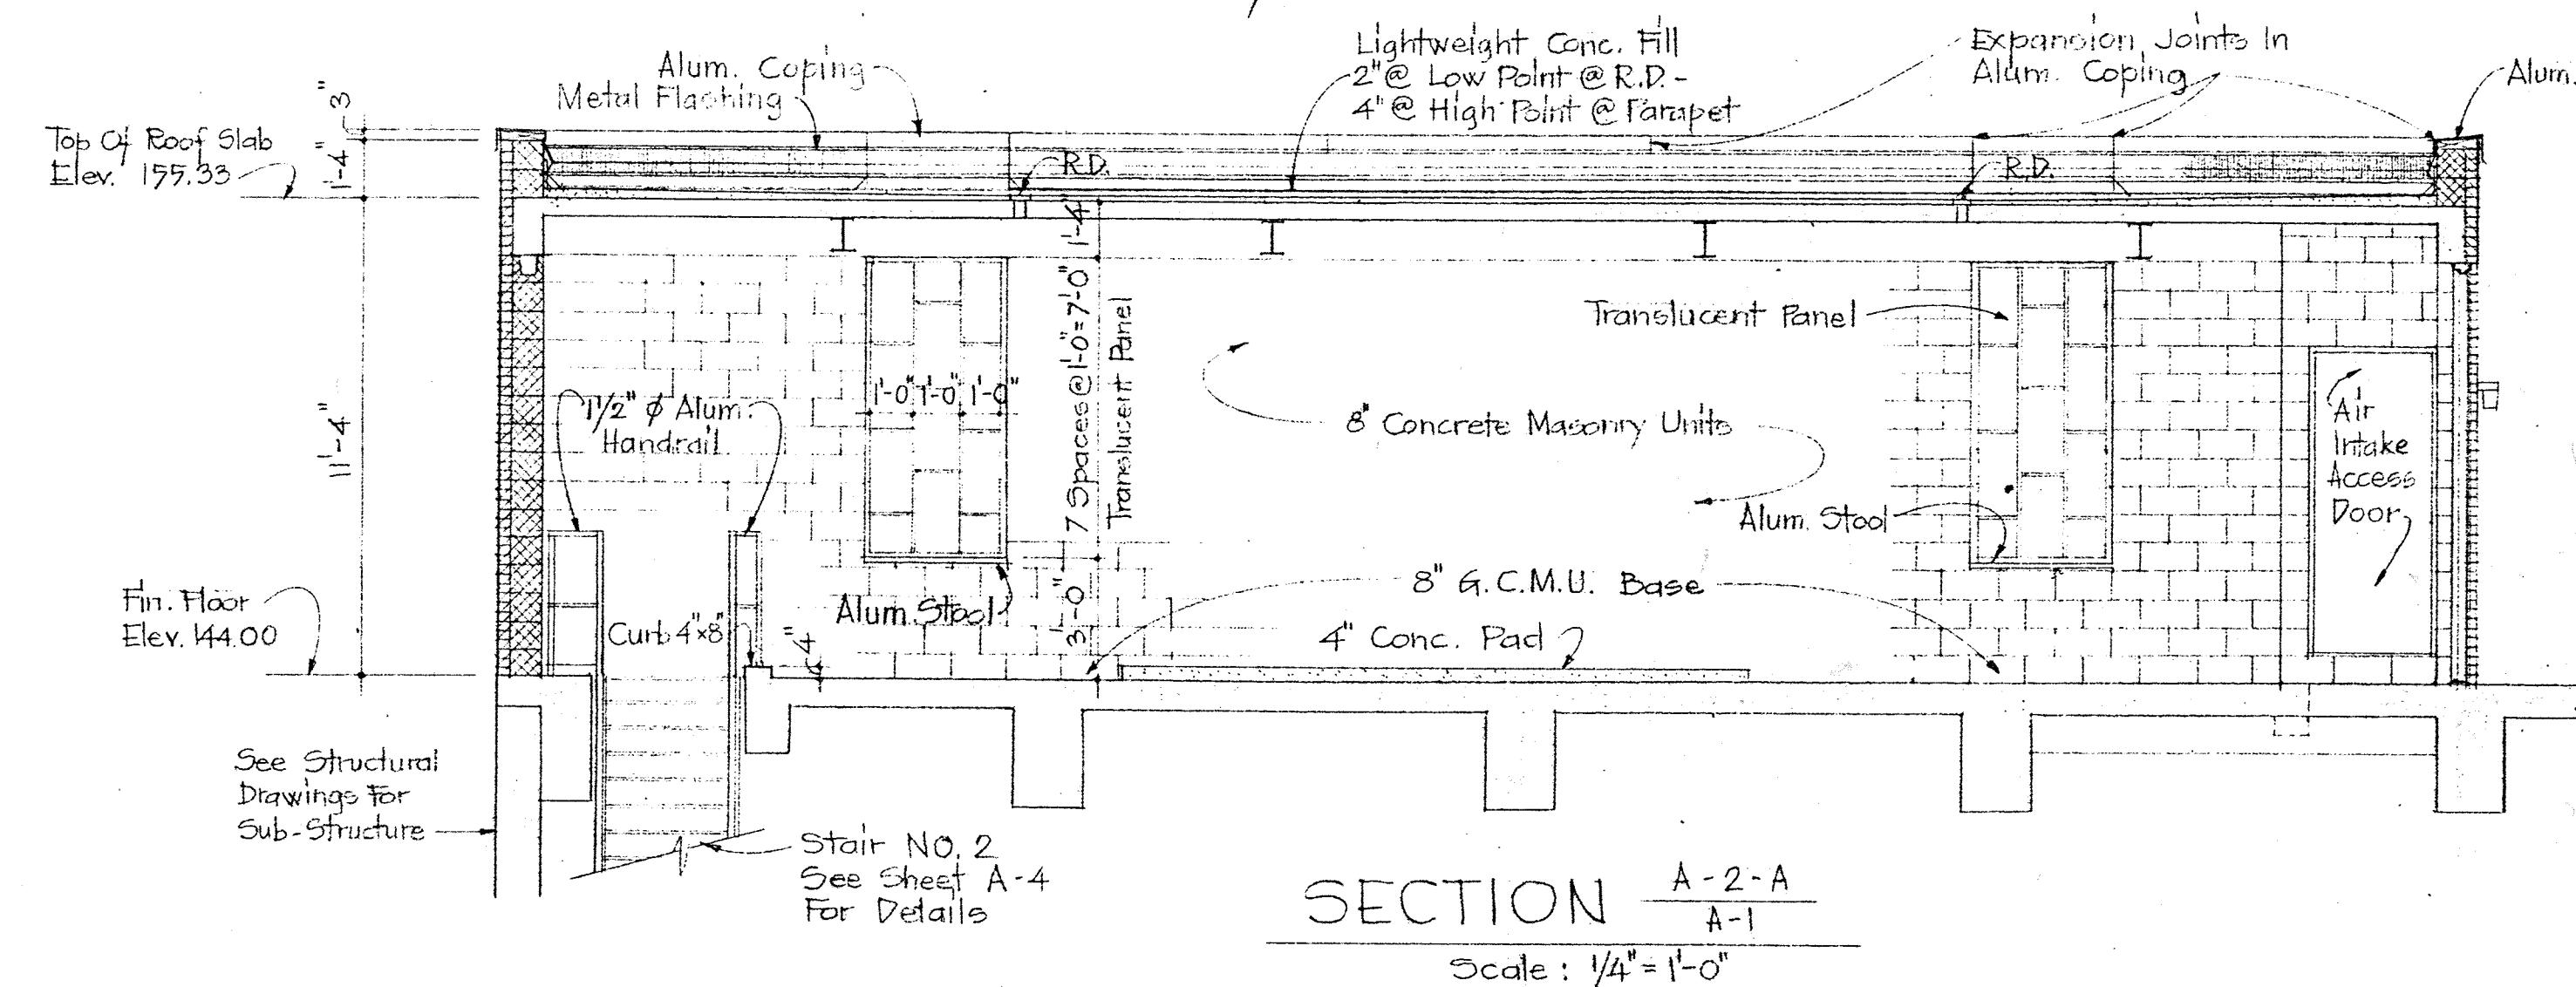 Alum. Coping
Metal Flashing
Lightweight Conc. Fill
2"@ Low Point @ R.D. -
4"@ High Point @ Parapet
Expansion Joints In
Alum. Coping
Alum.
3"
1'-4"
Top Of Roof Slab
Elev. 155.33
R.D.
R.D.
1'-4"
7 Spaces@1'-0"=7'-0"
Translucent Panel
3'-0"
11'-4"
Translucent Panel
1'-0" 1'-0" 1'-0"
1 1/2" ϕ Alum.
Handrail
8" Concrete Masonry Units
Air
Intake
Access
Door
Alum. Stool
Fin. Floor
Elev. 144.00
Alum. Stool
Curb 4"x8"
4"
8" G.C.M.U. Base
4" Conc. Pad
See Structural
Drawings For
Sub-Structure
Stair NO. 2
See Sheet A-4
For Details
SECTION A-2-A
A-1
Scale: 1/4"=1'-0"